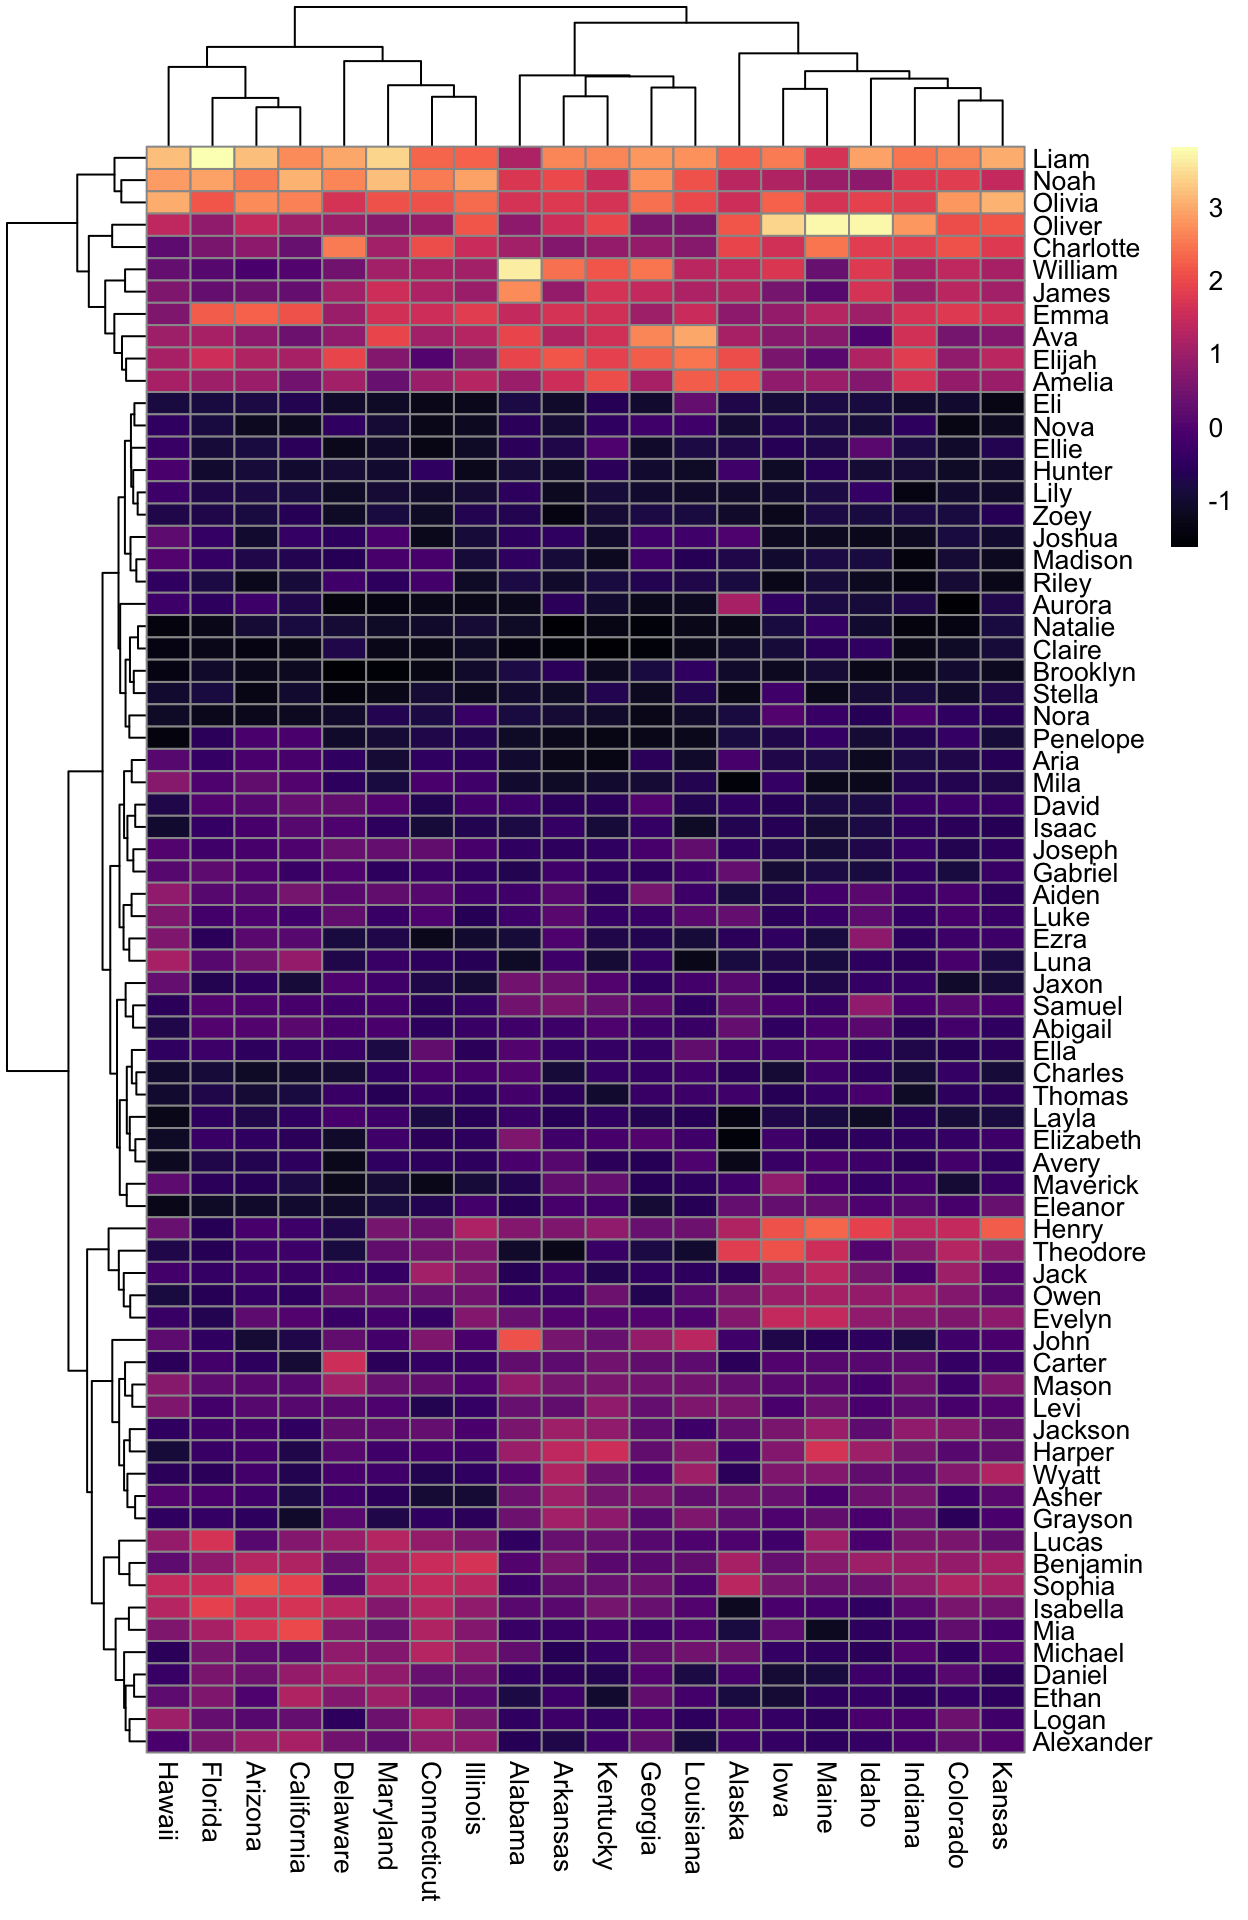 Liam
Noah
Olivia
Oliver
Charlotte
William
James
Emma
Ava
Elijah
Amelia
Eli
Nova
Ellie
Hunter
Lily
Zoey
Joshua
Madison
Riley
Aurora
Natalie
Claire
Brooklyn
Stella
Nora
Penelope
Aria
Mila
David
Isaac
Joseph
Gabriel
Aiden
Luke
Ezra
Luna
Jaxon
Samuel
Abigail
Ella
Charles
Thomas
Layla
Elizabeth
Avery
Maverick
Eleanor
Henry
Theodore
Jack
Owen
Evelyn
John
Carter
Mason
Levi
Jackson
Harper
Wyatt
Asher
Grayson
Lucas
Benjamin
Sophia
Isabella
Mia
Michael
Daniel
Ethan
Logan
Alexander
3
2
1
0
-1
Hawaii
Florida
Arizona
California
Delaware
Maryland
Connecticut
Illinois
Alabama
Arkansas
Kentucky
Georgia
Louisiana
Alaska
Iowa
Maine
Idaho
Indiana
Colorado
Kansas